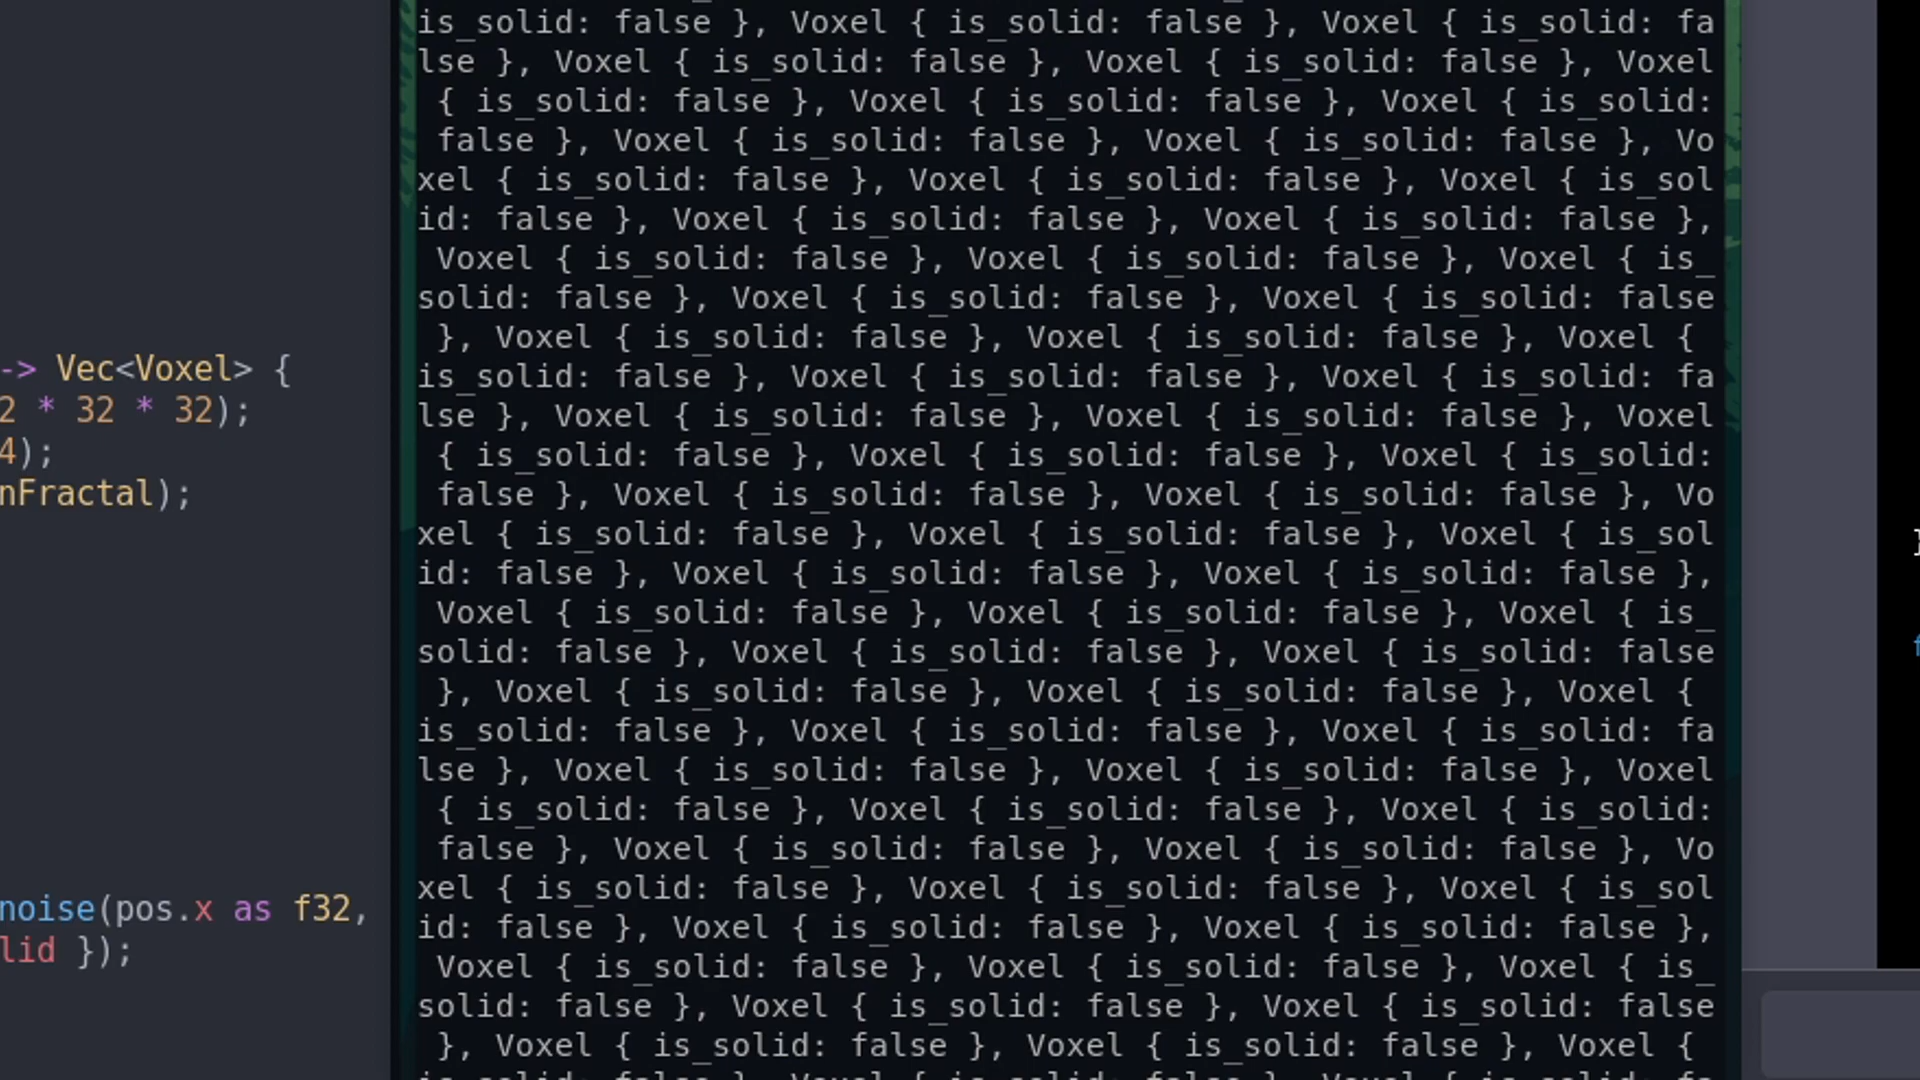 -> Vec<Voxel> {
2 * 32 * 32);
4);
nFractal);
noise(pos.x as f32,
lid });
is_solid: false }, Voxel { is_solid: false }, Voxel { is_solid: fa
lse }, Voxel { is_solid: false }, Voxel { is_solid: false }, Voxel
 { is_solid: false }, Voxel { is_solid: false }, Voxel { is_solid:
 false }, Voxel { is_solid: false }, Voxel { is_solid: false }, Vo
xel { is_solid: false }, Voxel { is_solid: false }, Voxel { is_sol
id: false }, Voxel { is_solid: false }, Voxel { is_solid: false },
 Voxel { is_solid: false }, Voxel { is_solid: false }, Voxel { is_
solid: false }, Voxel { is_solid: false }, Voxel { is_solid: false
 }, Voxel { is_solid: false }, Voxel { is_solid: false }, Voxel {
is_solid: false }, Voxel { is_solid: false }, Voxel { is_solid: fa
lse }, Voxel { is_solid: false }, Voxel { is_solid: false }, Voxel
 { is_solid: false }, Voxel { is_solid: false }, Voxel { is_solid:
 false }, Voxel { is_solid: false }, Voxel { is_solid: false }, Vo
xel { is_solid: false }, Voxel { is_solid: false }, Voxel { is_sol
id: false }, Voxel { is_solid: false }, Voxel { is_solid: false },
 Voxel { is_solid: false }, Voxel { is_solid: false }, Voxel { is_
solid: false }, Voxel { is_solid: false }, Voxel { is_solid: false
 }, Voxel { is_solid: false }, Voxel { is_solid: false }, Voxel {
is_solid: false }, Voxel { is_solid: false }, Voxel { is_solid: fa
lse }, Voxel { is_solid: false }, Voxel { is_solid: false }, Voxel
 { is_solid: false }, Voxel { is_solid: false }, Voxel { is_solid:
 false }, Voxel { is_solid: false }, Voxel { is_solid: false }, Vo
xel { is_solid: false }, Voxel { is_solid: false }, Voxel { is_sol
id: false }, Voxel { is_solid: false }, Voxel { is_solid: false },
 Voxel { is_solid: false }, Voxel { is_solid: false }, Voxel { is_
solid: false }, Voxel { is_solid: false }, Voxel { is_solid: false
 }, Voxel { is_solid: false }, Voxel { is_solid: false }, Voxel {